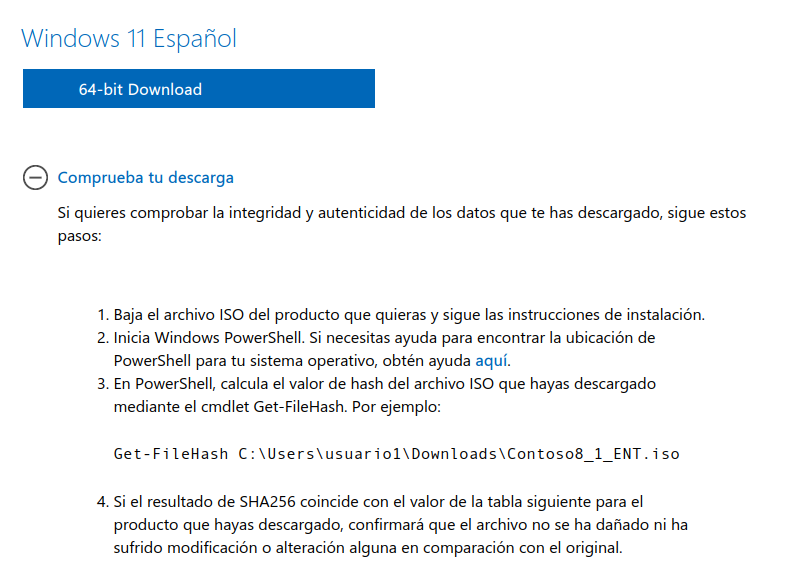 Windows 11 Español
64-bit Download
Comprueba tu descarga
Si quieres comprobar la integridad y autenticidad de los datos que te has descargado, sigue estos
pasos:
1. Baja el archivo ISO del producto que quieras y sigue las instrucciones de instalación.
2. Inicia Windows PowerShell. Si necesitas ayuda para encontrar la ubicación de
PowerShell para tu sistema operativo, obtén ayuda aquí.
3. En PowerShell, calcula el valor de hash del archivo ISO que hayas descargado
mediante el cmdlet Get-FileHash. Por ejemplo:
Get-FileHash C:\Users\usuario1\Downloads\Contoso8_1_ENT.iso
4. Si el resultado de SHA256 coincide con el valor de la tabla siguiente para el
producto que hayas descargado, confirmará que el archivo no se ha dañado ni ha
sufrido modificación o alteración alguna en comparación con el original.